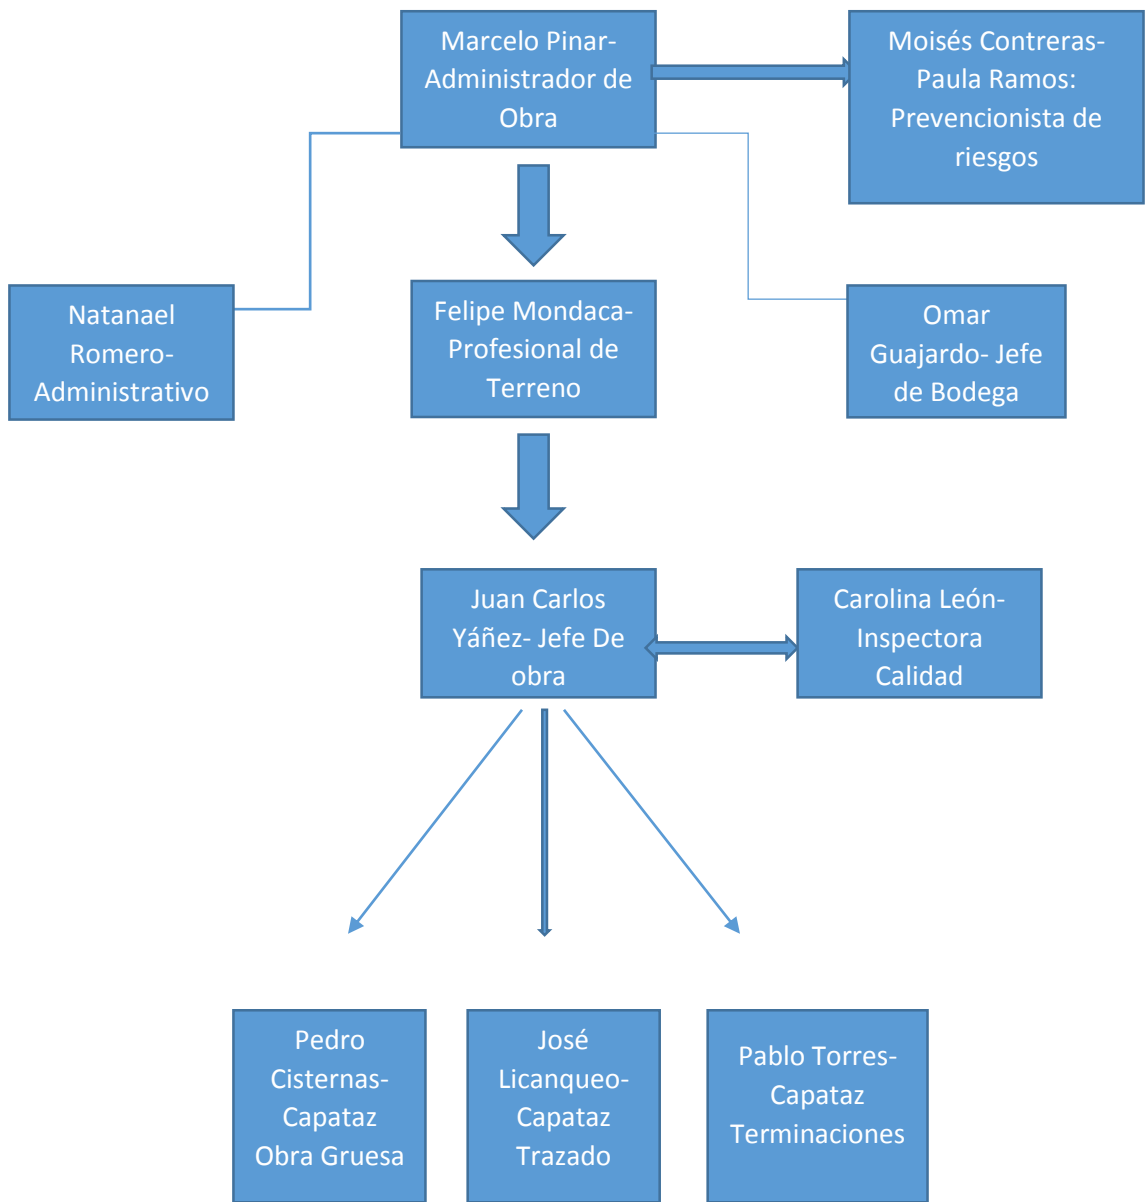 Marcelo Pinar-
Administrador de
Obra
Moisés Contreras-
Paula Ramos:
Prevencionista de
riesgos
Natanael
Romero-
Administrativo
Felipe Mondaca-
Profesional de
Terreno
Omar
Guajardo- Jefe
de Bodega
Juan Carlos
Yáñez- Jefe De
obra
Carolina León-
Inspectora
Calidad
Pedro
Cisternas-
Capataz
Obra Gruesa
José
Licanqueo-
Capataz
Trazado
Pablo Torres-
Capataz
Terminaciones